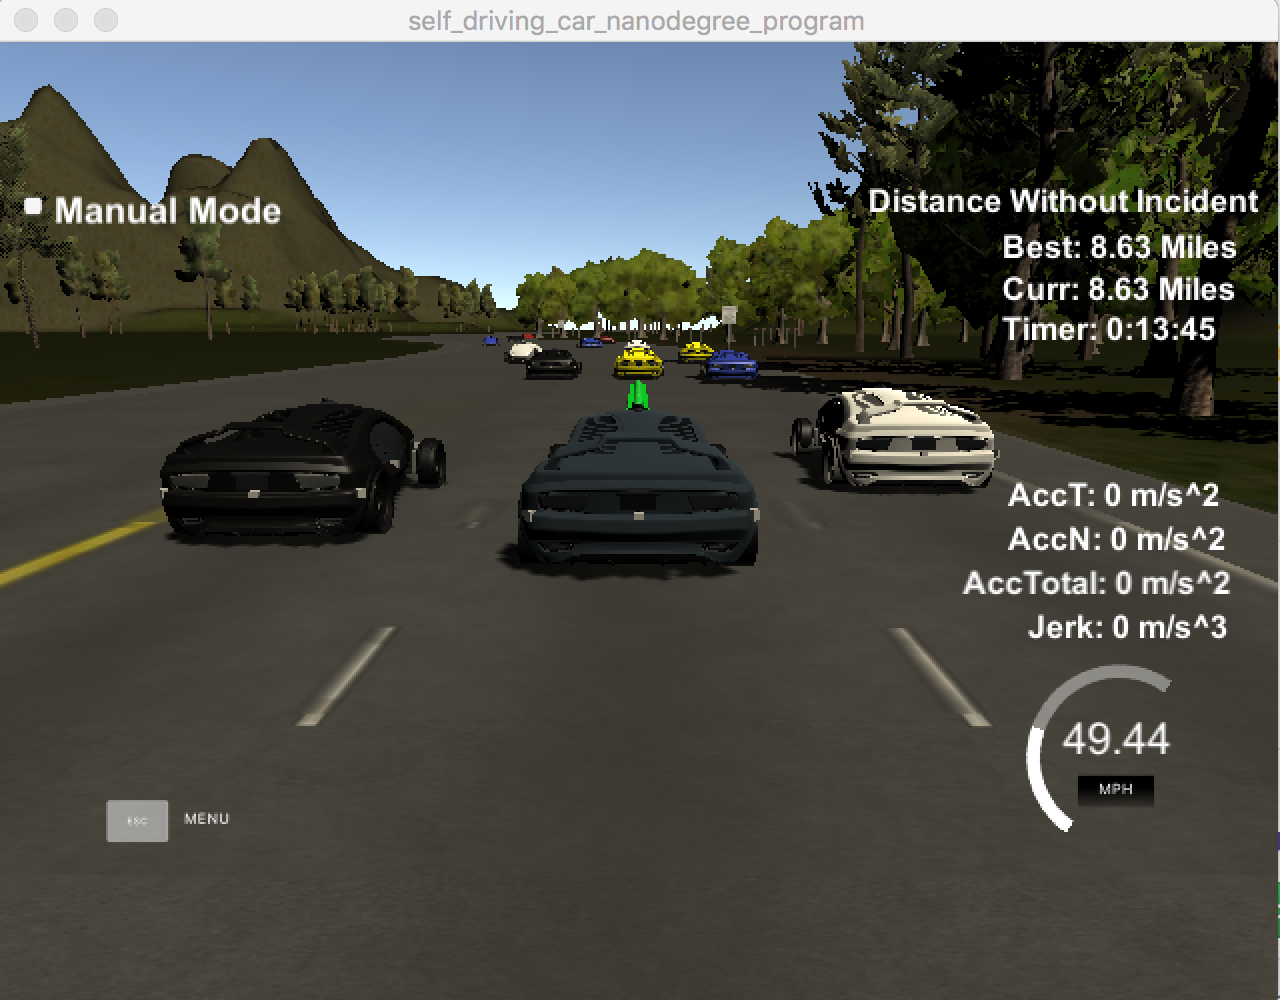 self_driving_car_nanodegree_program
Manual Mode
Distance Without Incident
Best: 8.63 Miles
Curr: 8.63 Miles
Timer: 0:13:45
AccT: 0 m/s^2
AccN: 0 m/s^2
AccTotal: 0 m/s^2
Jerk: 0 m/s^3
49.44
MPH
ESC MENU